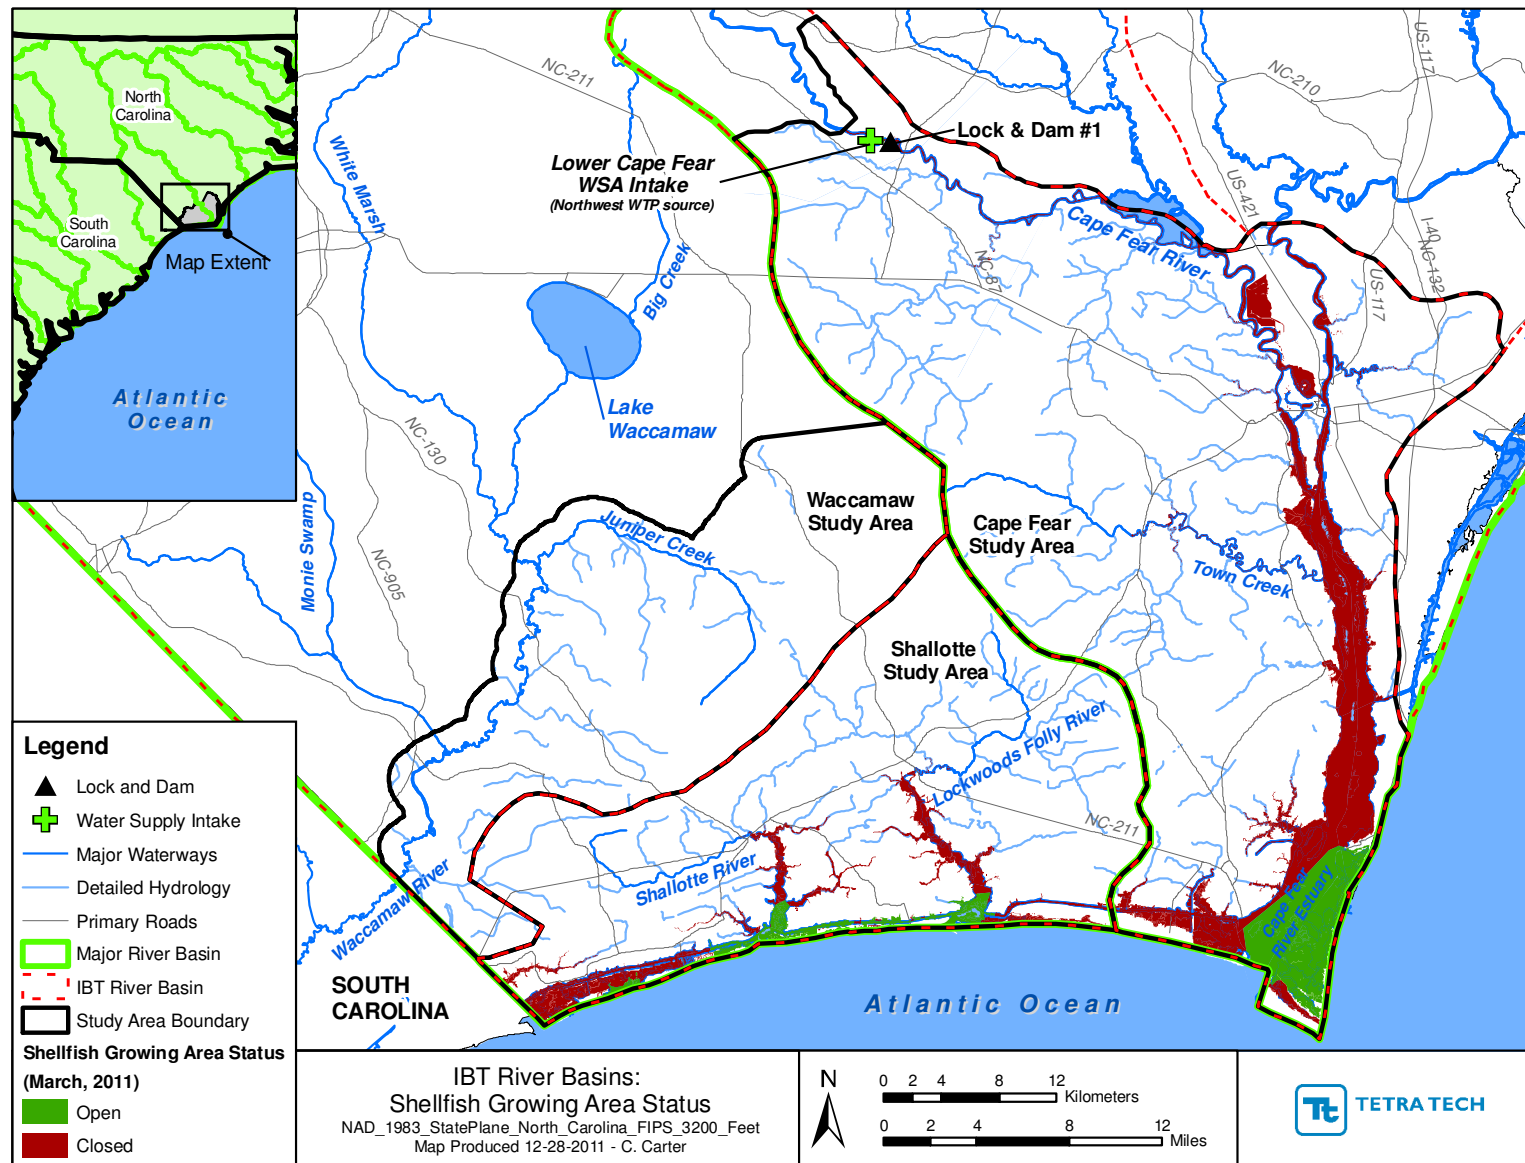 North
Carolina
South
Carolina
Map Extent
Atlantic
Ocean
NC-211
White Marsh
Big Creek
Lake
Waccamaw
NC-130
Monie Swamp
NC-905
Juniper Creek
Lower Cape Fear
WSA Intake
(Northwest WTP source)
Lock & Dam #1
Cape Fear River
NC-87
US-421
NC-210
US-117
I-40
NC-132
US-117
Waccamaw
Study Area
Cape Fear
Study Area
Town Creek
Shallotte
Study Area
Lockwoods Folly River
NC-211
Shallotte River
Waccamaw River
Cape Fear
River Estuary
SOUTH
CAROLINA
Atlantic Ocean
Legend
Lock and Dam
Water Supply Intake
Major Waterways
Detailed Hydrology
Primary Roads
Major River Basin
IBT River Basin
Study Area Boundary
Shellfish Growing Area Status
(March, 2011)
Open
Closed
IBT River Basins:
Shellfish Growing Area Status
NAD_1983_StatePlane_North_Carolina_FIPS_3200_Feet
Map Produced 12-28-2011 - C. Carter
N
0 2 4 8 12
Kilometers
0 2 4 8 12
Miles
Tt TETRA TECH